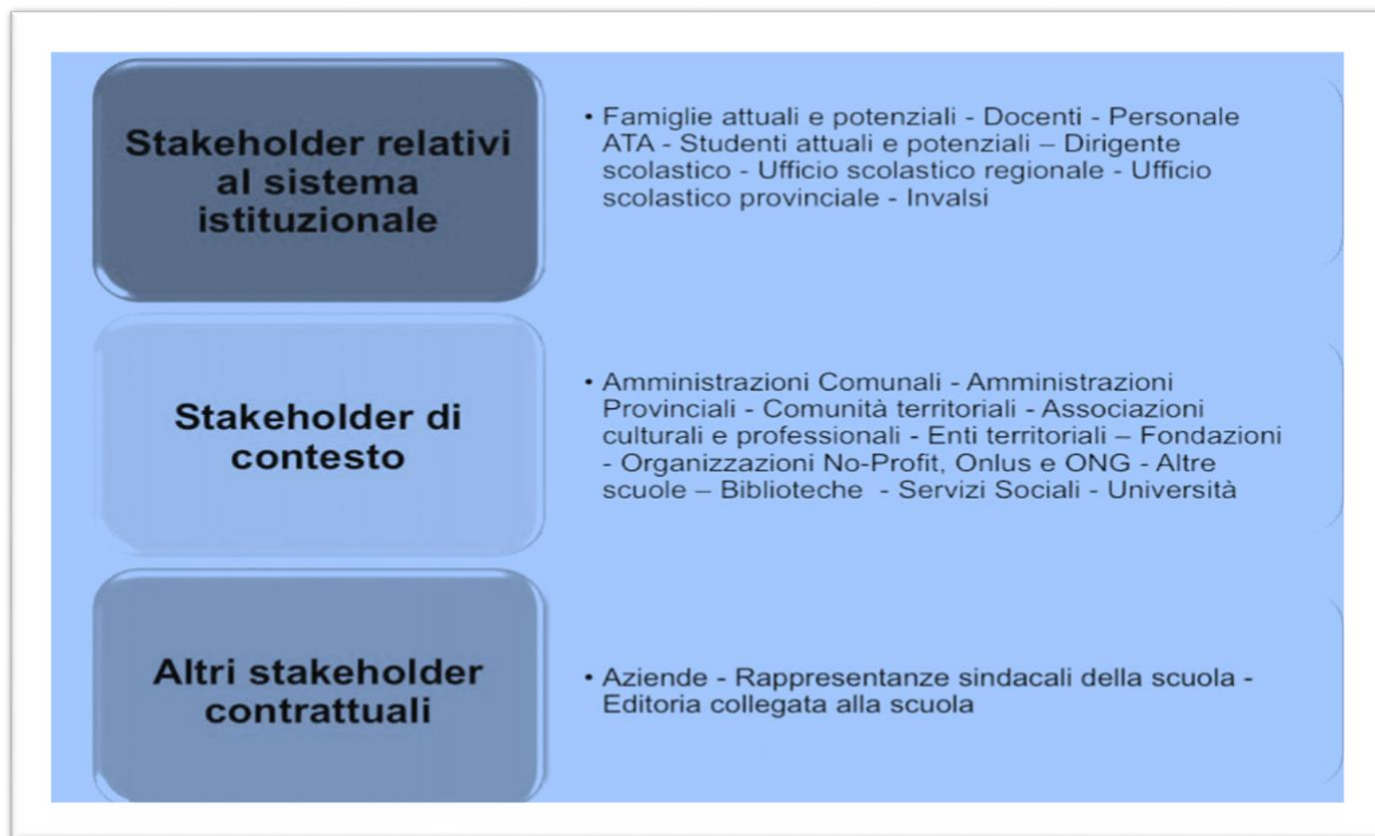 Stakeholder relativi
al sistema
istituzionale
• Famiglie attuali e potenziali - Docenti - Personale
ATA - Studenti attuali e potenziali – Dirigente
scolastico - Ufficio scolastico regionale - Ufficio
scolastico provinciale - Invalsi
Stakeholder di
contesto
• Amministrazioni Comunali - Amministrazioni
Provinciali - Comunità territoriali - Associazioni
culturali e professionali - Enti territoriali – Fondazioni
- Organizzazioni No-Profit, Onlus e ONG - Altre
scuole – Biblioteche  - Servizi Sociali - Università
Altri stakeholder
contrattuali
• Aziende - Rappresentanze sindacali della scuola -
Editoria collegata alla scuola